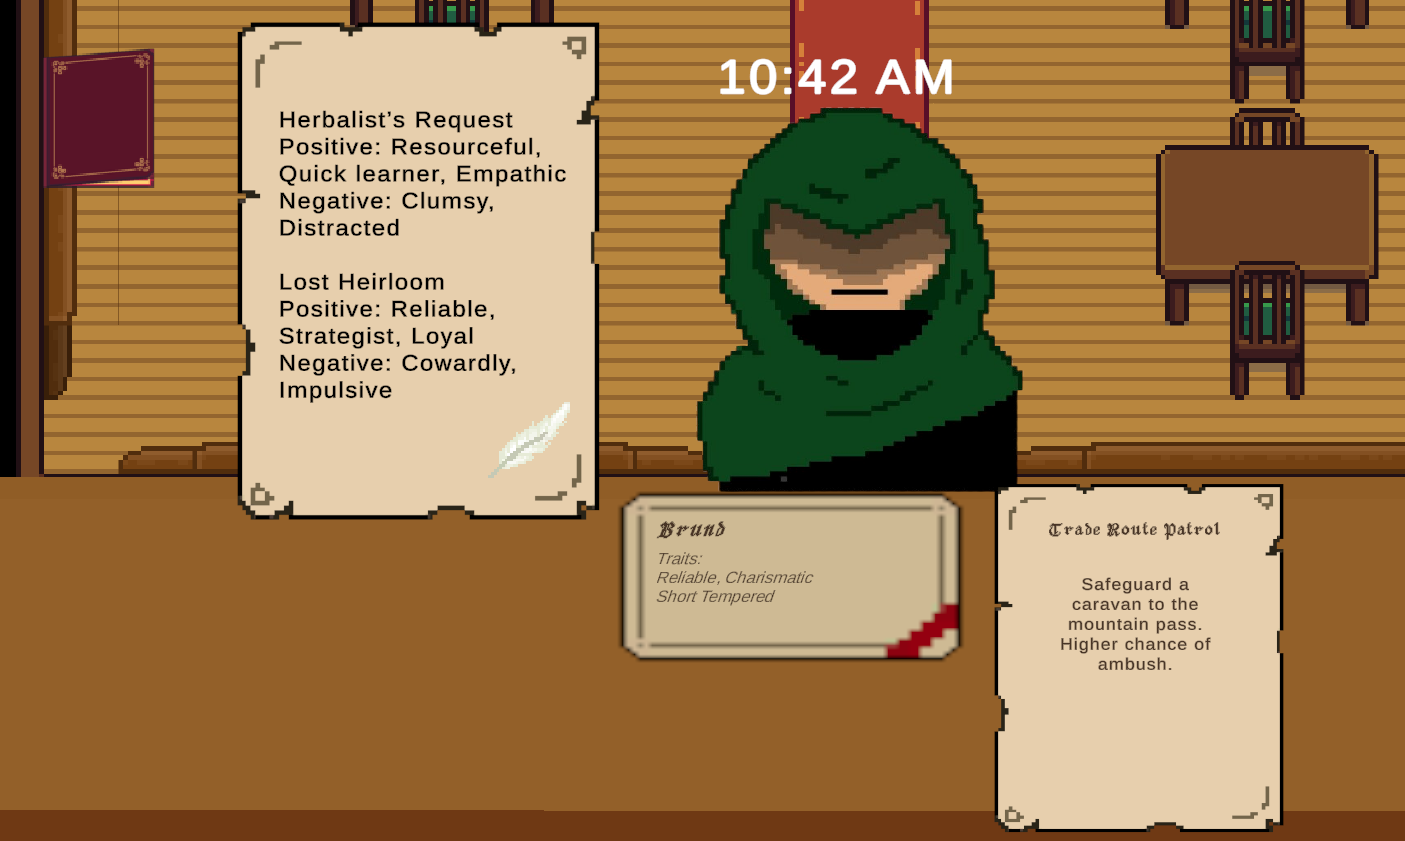 10:42 AM
Herbalist’s Request
Positive: Resourceful,
Quick learner, Empathic
Negative: Clumsy,
Distracted
Lost Heirloom
Positive: Reliable,
Strategist, Loyal
Negative: Cowardly,
Impulsive
Brund
Traits:
Reliable, Charismatic
Short Tempered
Trade Route Patrol
Safeguard a
caravan to the
mountain pass.
Higher chance of
ambush.